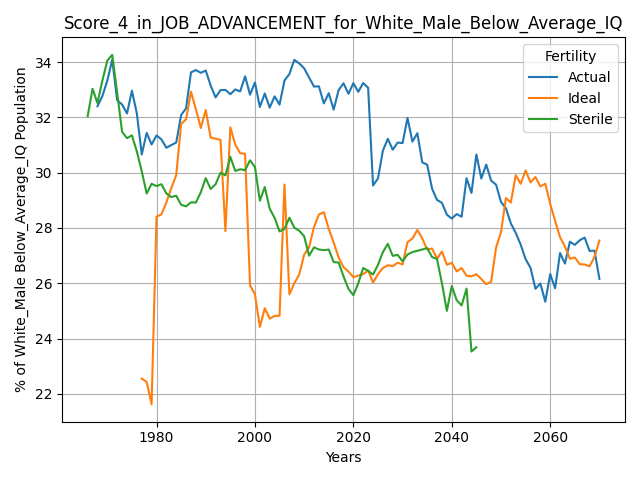 Score_4_in_JOB_ADVANCEMENT_for_White_Male_Below_Average_IQ
% of White_Male Below_Average_IQ Population
34
32
30
28
26
24
22
Fertility
Actual
Ideal
Sterile
1980
2000
2020
2040
2060
Years